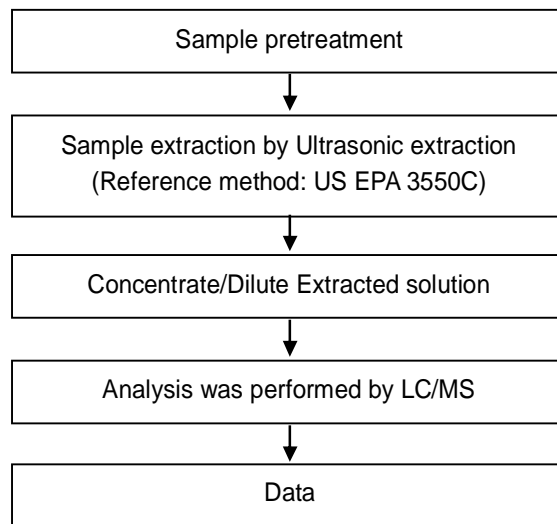 Sample pretreatment
Sample extraction by Ultrasonic extraction
(Reference method: US EPA 3550C)
Concentrate/Dilute Extracted solution
Analysis was performed by LC/MS
Data